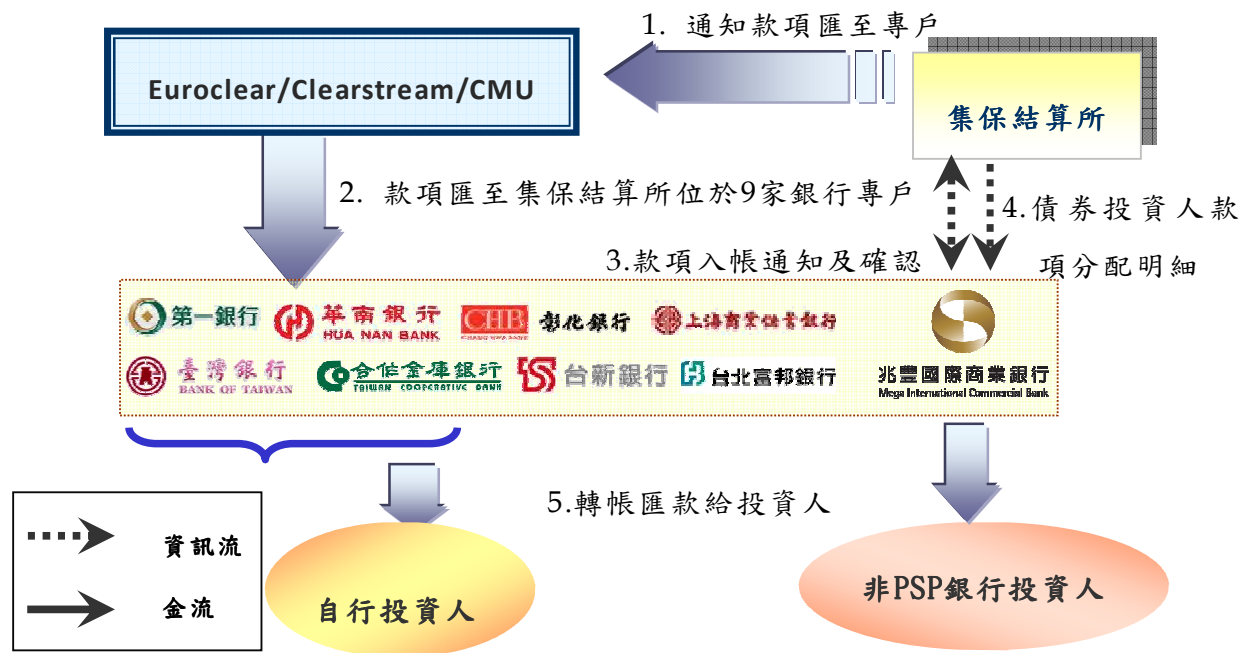 1. 通知款項匯至專戶
Euroclear/Clearstream/CMU
集保結算所
2. 款項匯至集保結算所位於9家銀行專戶
4.債券投資人款
項分配明細
3.款項入帳通知及確認
第一銀行
華南銀行
HUA NAN BANK
CHB
彰化銀行
上海商業儲蓄銀行
臺灣銀行
BANK OF TAIWAN
合作金庫銀行
TAIWAN COOPERATIVE BANK
台新銀行
台北富邦銀行
兆豐國際商業銀行
Mega International Commercial Bank
5.轉帳匯款給投資人
資訊流
金流
自行投資人
非PSP銀行投資人